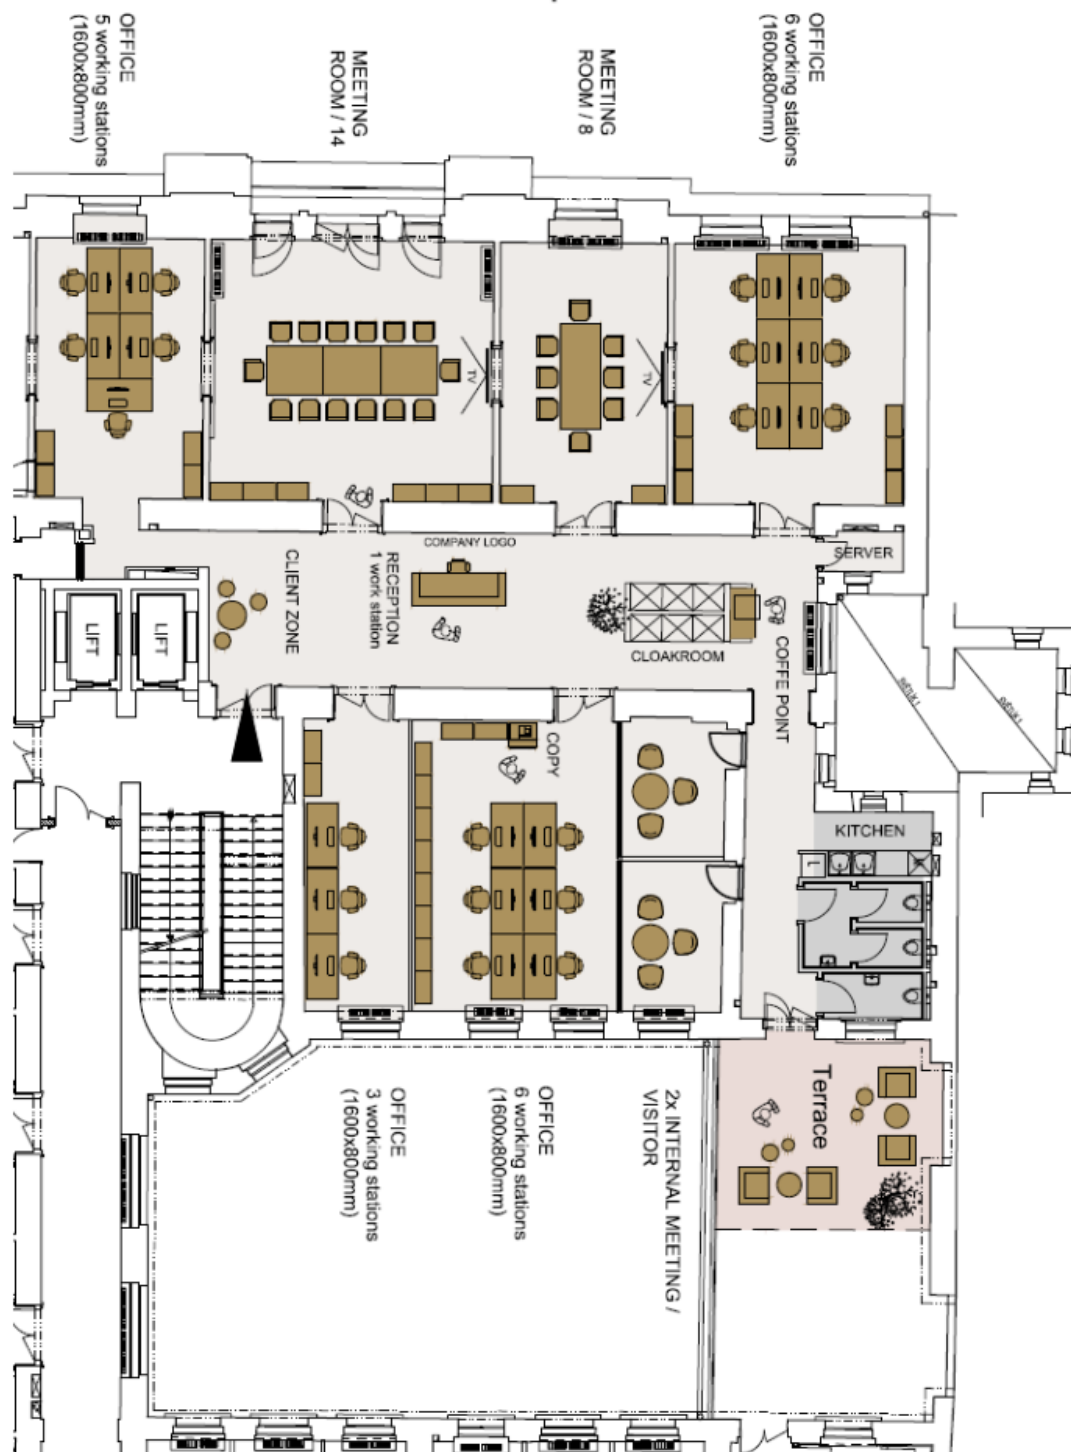 OFFICE
5 working stations
(1600x800mm)
MEETING
ROOM / 14
MEETING
ROOM / 8
OFFICE
6 working stations
(1600x800mm)
TV
TV
COMPANY LOGO
SERVER
LIFT
LIFT
CLIENT ZONE
RECEPTION
1 work station
CLOAKROOM
COFFE POINT
COPY
KITCHEN
L
OFFICE
3 working stations
(1600x800mm)
OFFICE
6 working stations
(1600x800mm)
2x INTERNAL MEETING /
VISITOR
Terrace